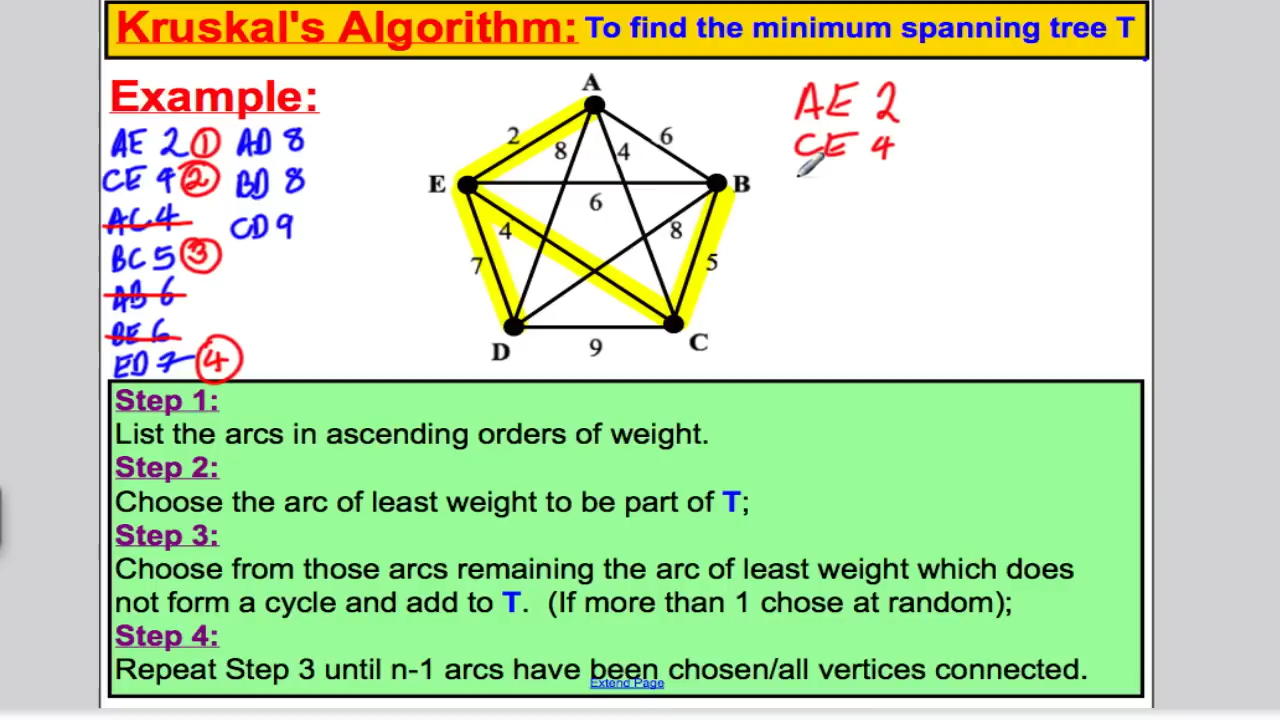 Kruskal's Algorithm: To find the minimum spanning tree T
Example:
AE 2 ① AD 8
CE 4 ② BD 8
AC 4 CD 9
BC 5 ③
AB 6
BE 6
ED 7 ④
A
2
8
4
6
E
B
6
4
8
7
5
D
9
C
AE 2
CE 4
Step 1:
List the arcs in ascending orders of weight.
Step 2:
Choose the arc of least weight to be part of T;
Step 3:
Choose from those arcs remaining the arc of least weight which does
not form a cycle and add to T. (If more than 1 chose at random);
Step 4:
Repeat Step 3 until n-1 arcs have been chosen/all vertices connected.
Extend Page